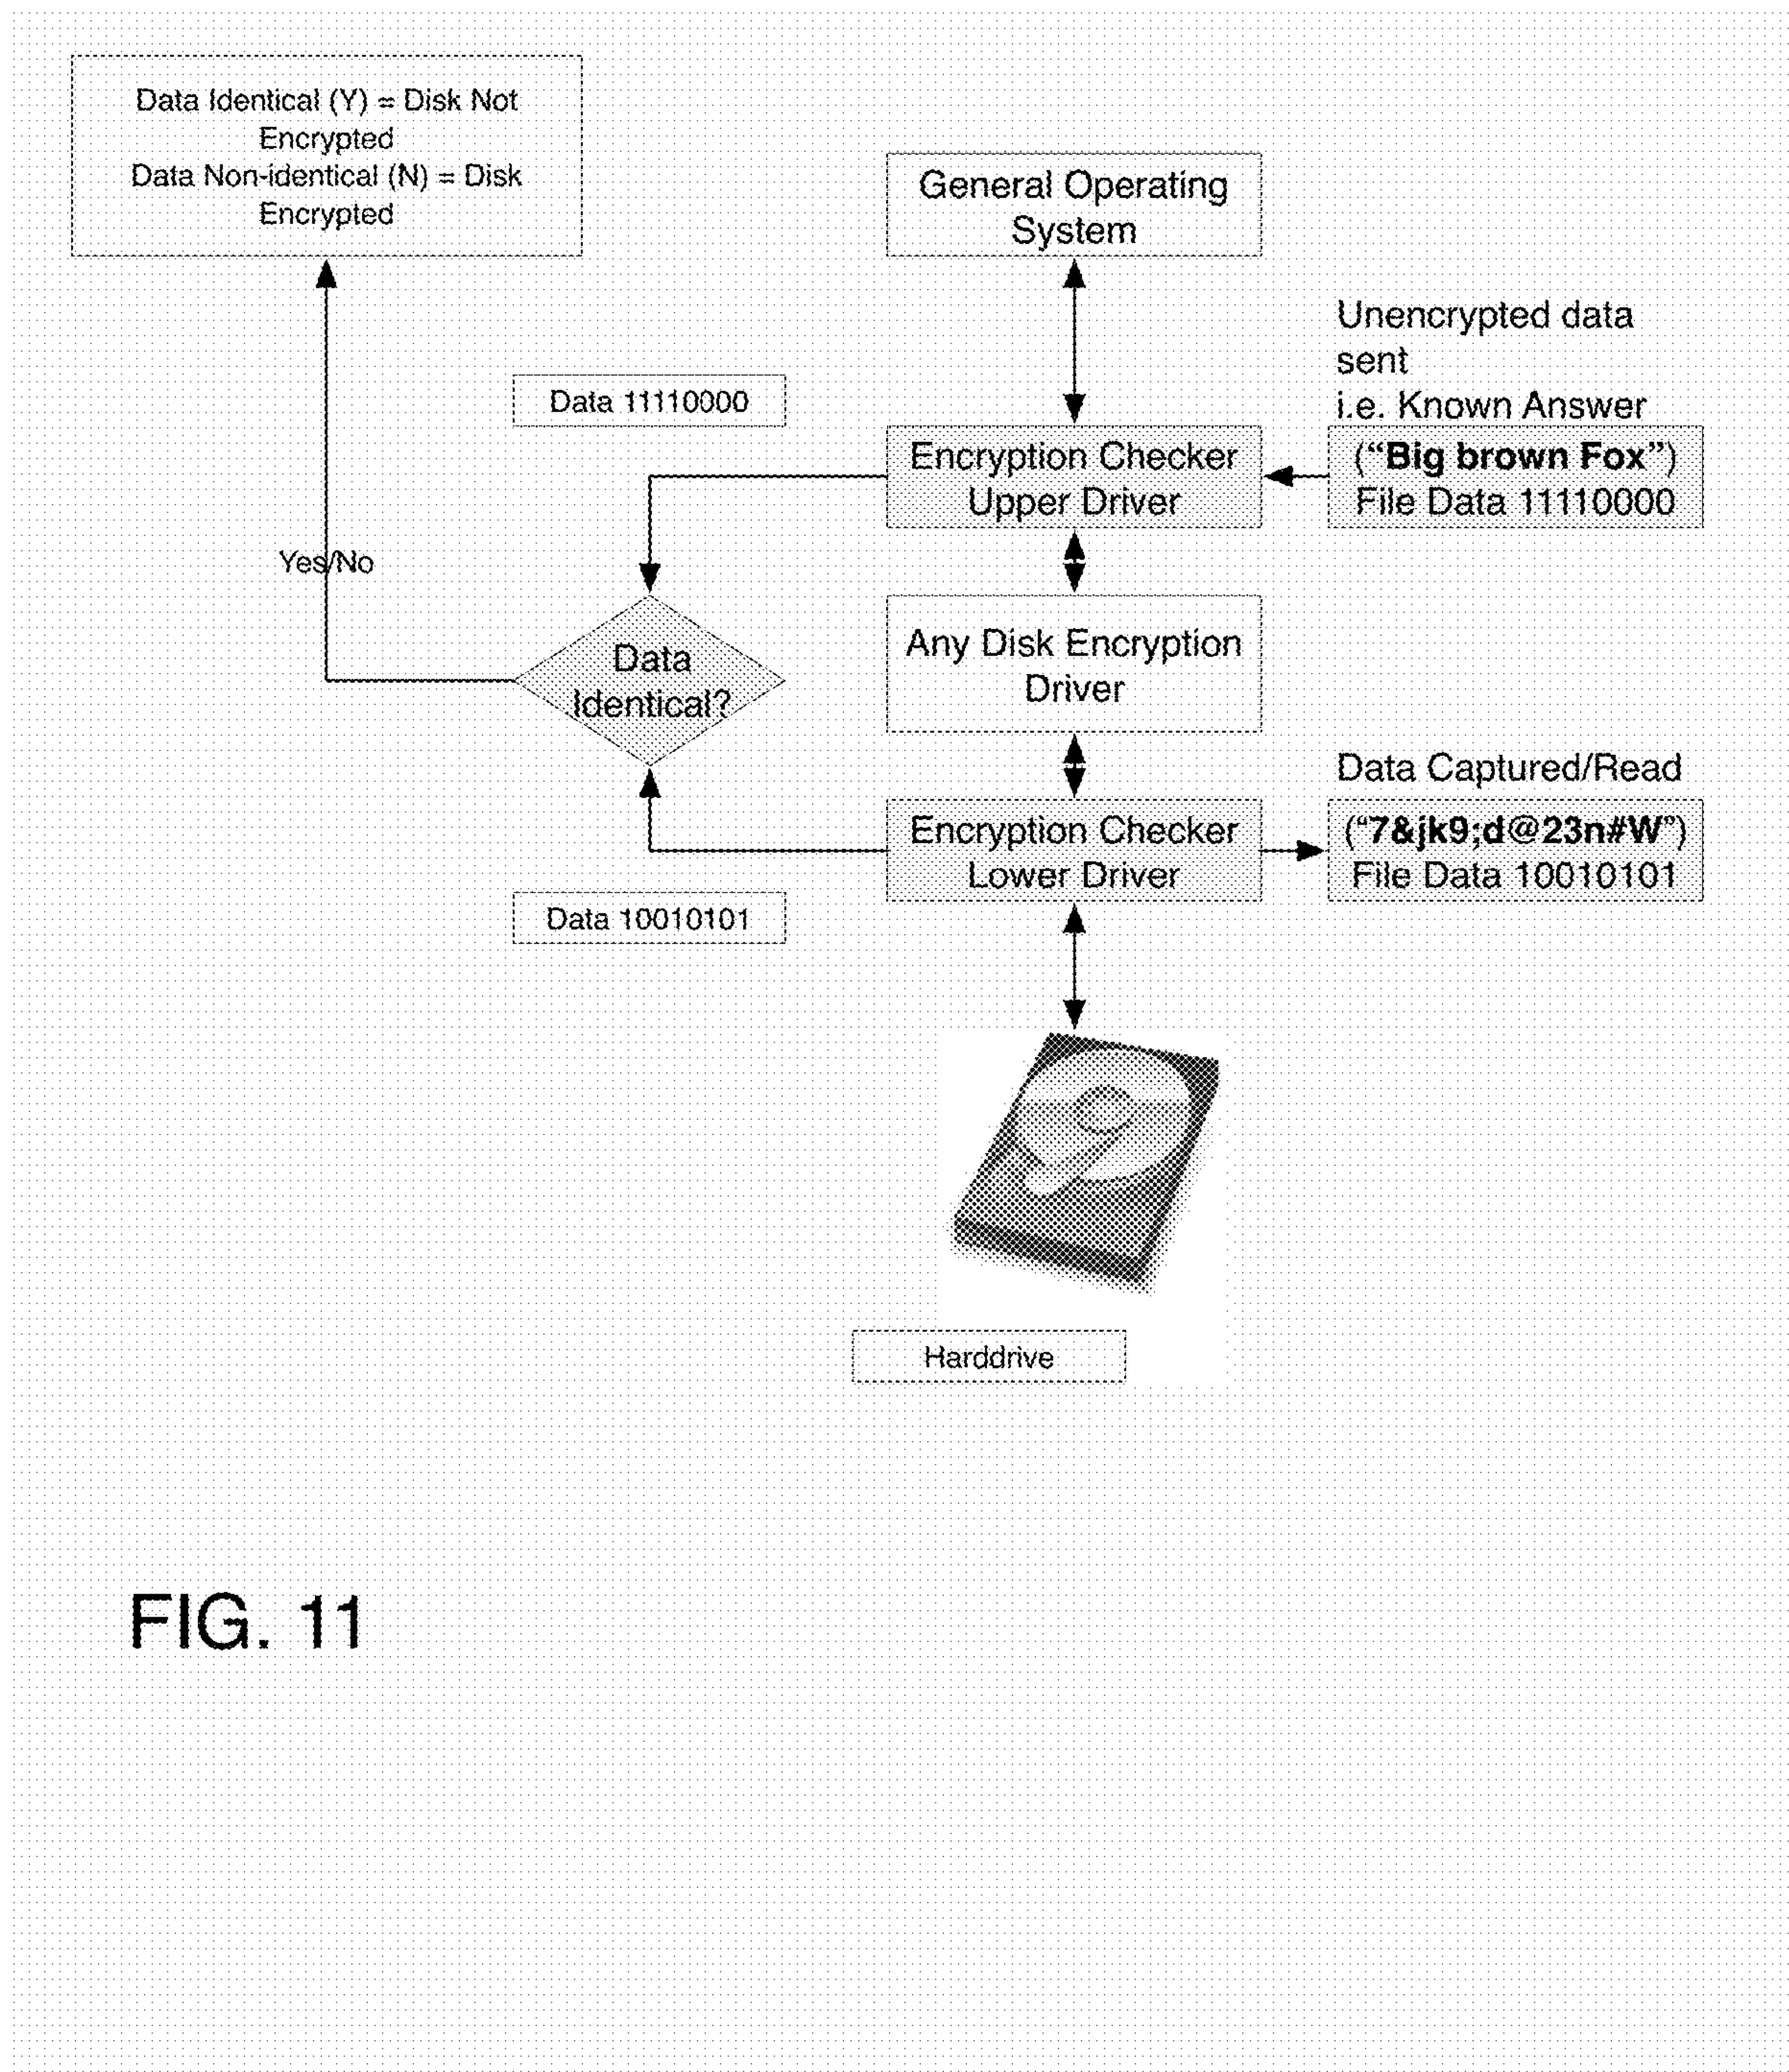 Data Identical (Y) = Disk Not
Encrypted
Data Non-identical (N) = Disk
Encrypted
General Operating
System
Unencrypted data
sent
i.e. Known Answer
Data 11110000
Encryption Checker
Upper Driver
(“Big brown Fox”)
File Data 11110000
Yes/No
Data
Identical?
Any Disk Encryption
Driver
Data Captured/Read
Encryption Checker
Lower Driver
(“7&jk9;d@23n#W”)
File Data 10010101
Data 10010101
Harddrive
FIG. 11